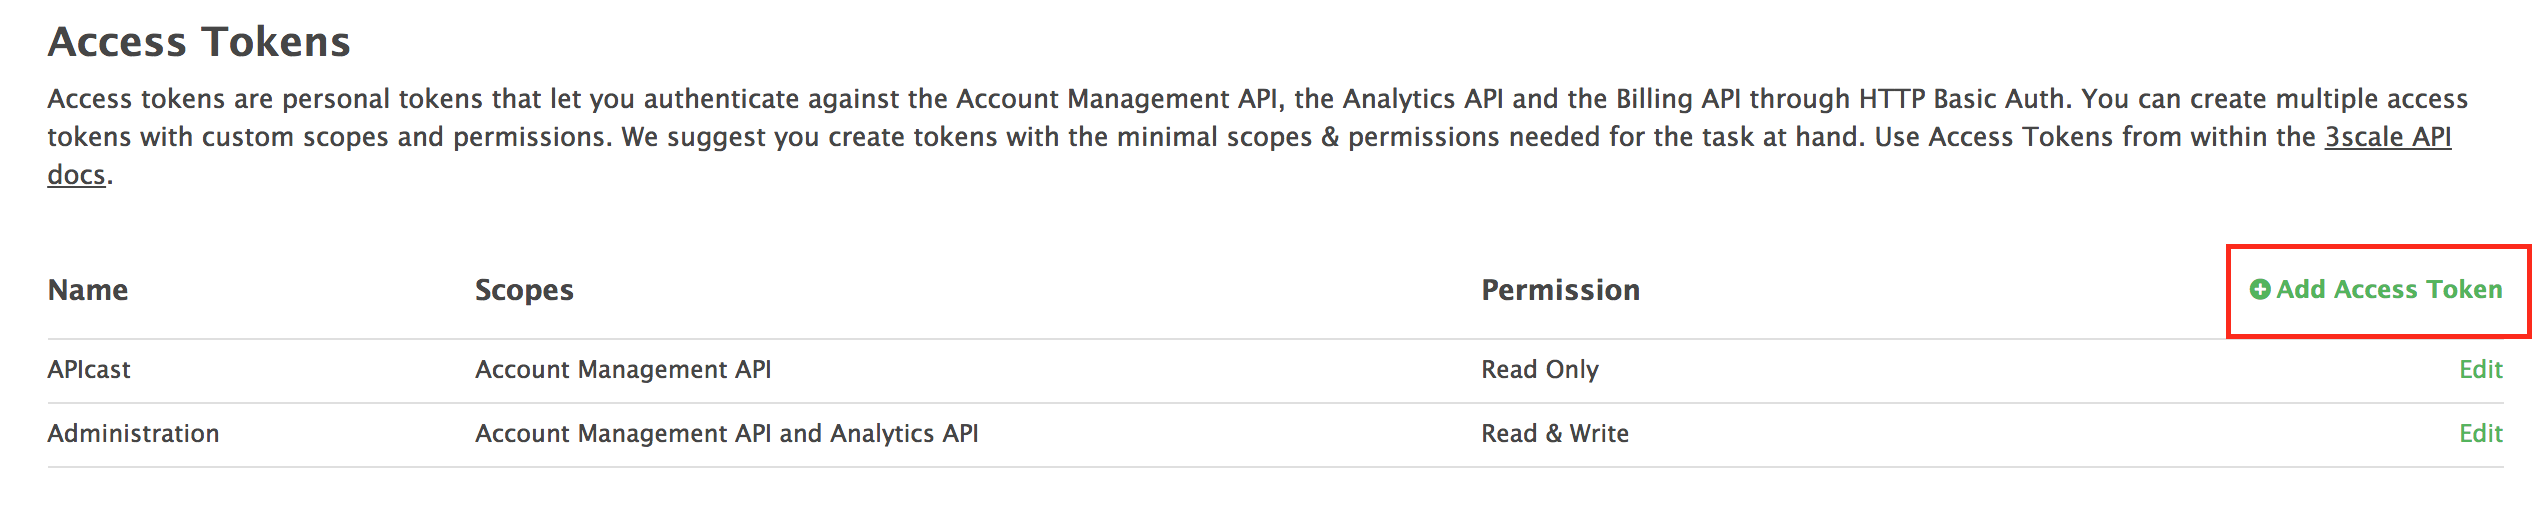 Access Tokens
Access tokens are personal tokens that let you authenticate against the Account Management API, the Analytics API and the Billing API through HTTP Basic Auth. You can create multiple access
tokens with custom scopes and permissions. We suggest you create tokens with the minimal scopes & permissions needed for the task at hand. Use Access Tokens from within the 3scale API
docs.
Name Scopes Permission Add Access Token
APIcast Account Management API Read Only Edit
Administration Account Management API and Analytics API Read & Write Edit